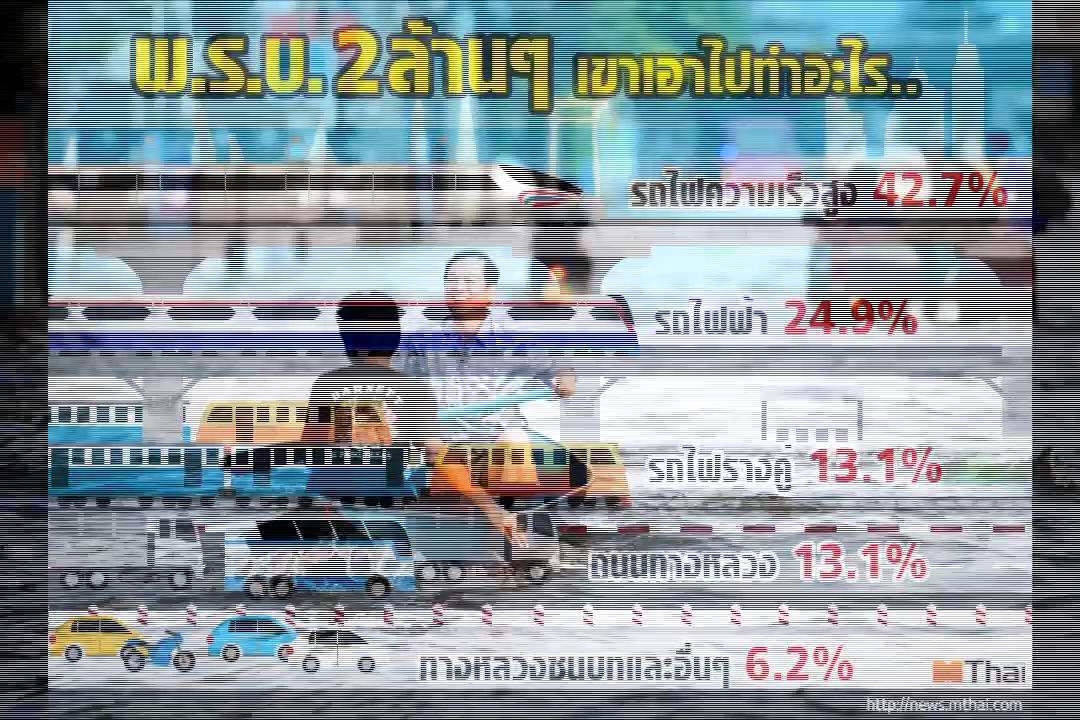 พ.ร.บ. 2 ล้านๆ เขาเอาไปทำอะไร..
รถไฟความเร็วสูง 42.7%
รถไฟฟ้า 24.9%
รถไฟรางคู่ 13.1%
ถนนทางหลวง 13.1%
ทางหลวงชนบทและอื่นๆ 6.2%
http://news.mthai.com